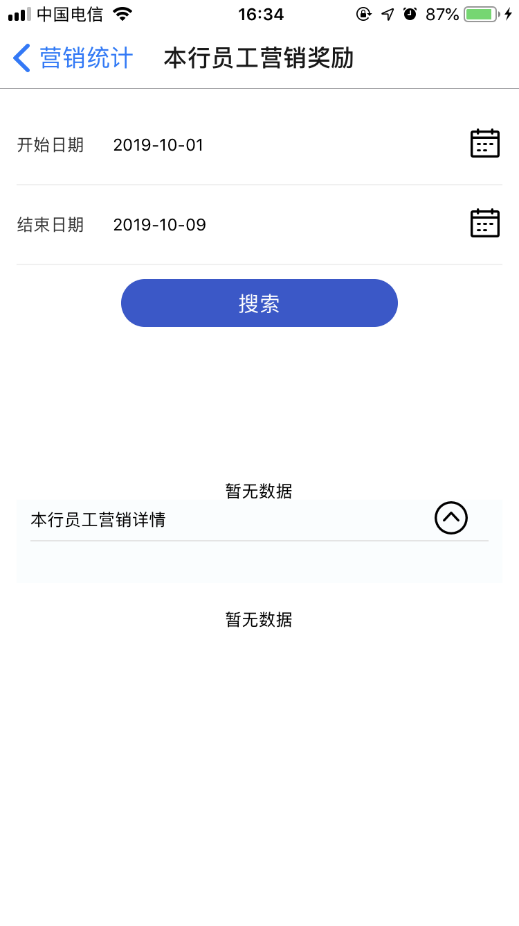 中国电信 16:34 87%
营销统计 本行员工营销奖励
开始日期 2019-10-01
结束日期 2019-10-09
搜索
暂无数据
本行员工营销详情
暂无数据